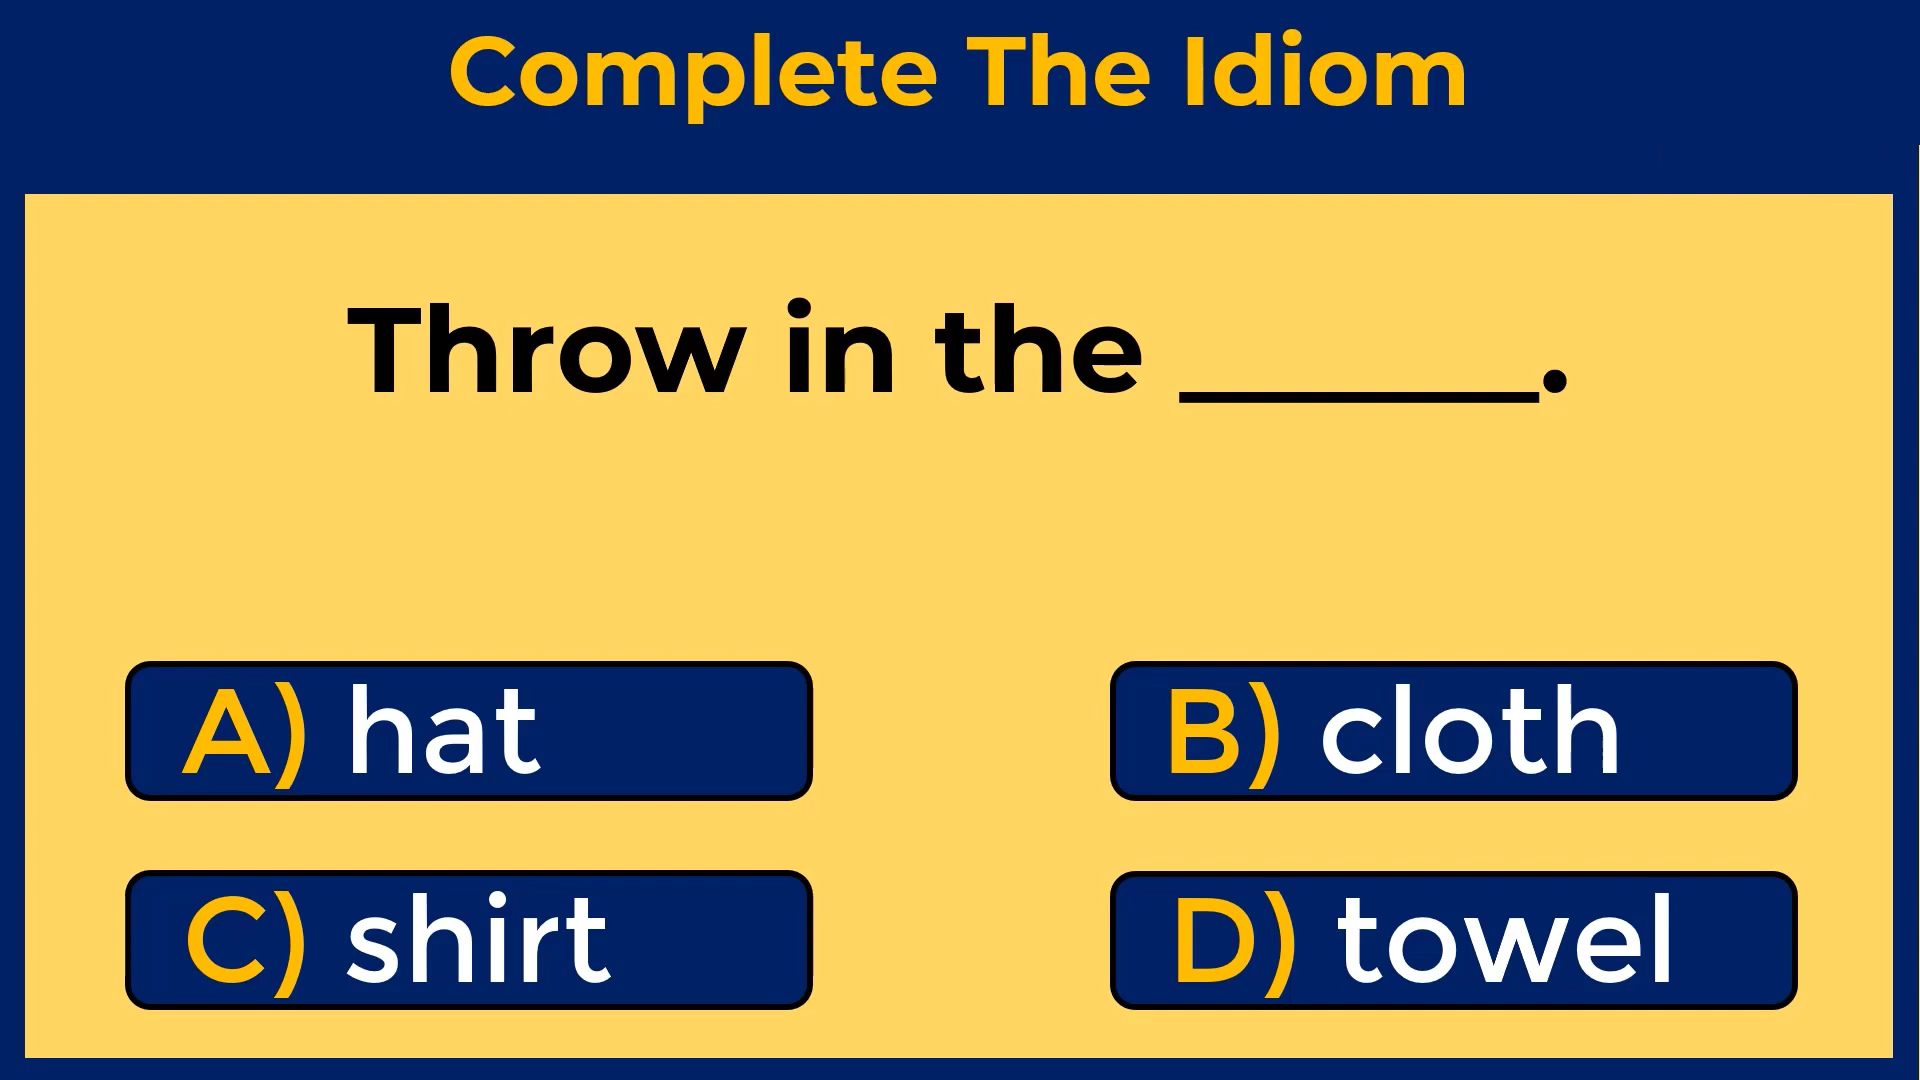 Complete The Idiom
Throw in the ______.
A) hat
B) cloth
C) shirt
D) towel